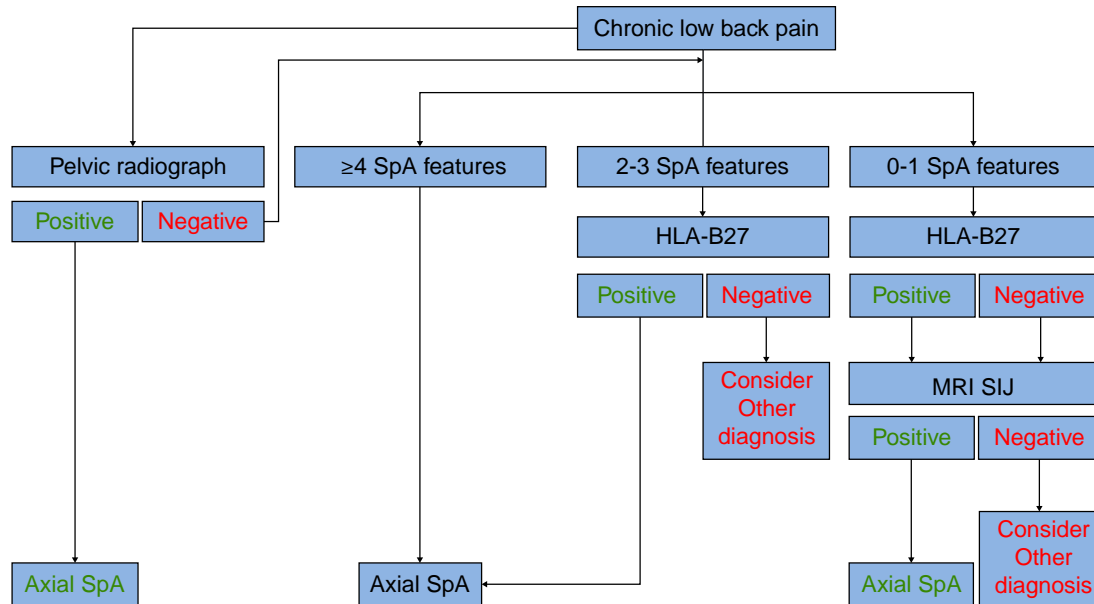 Chronic low back pain
Pelvic radiograph
≥4 SpA features
2-3 SpA features
0-1 SpA features
Positive
Negative
HLA-B27
HLA-B27
Positive
Negative
Positive
Negative
Consider
Other
diagnosis
MRI SIJ
Positive
Negative
Axial SpA
Axial SpA
Axial SpA
Consider
Other
diagnosis